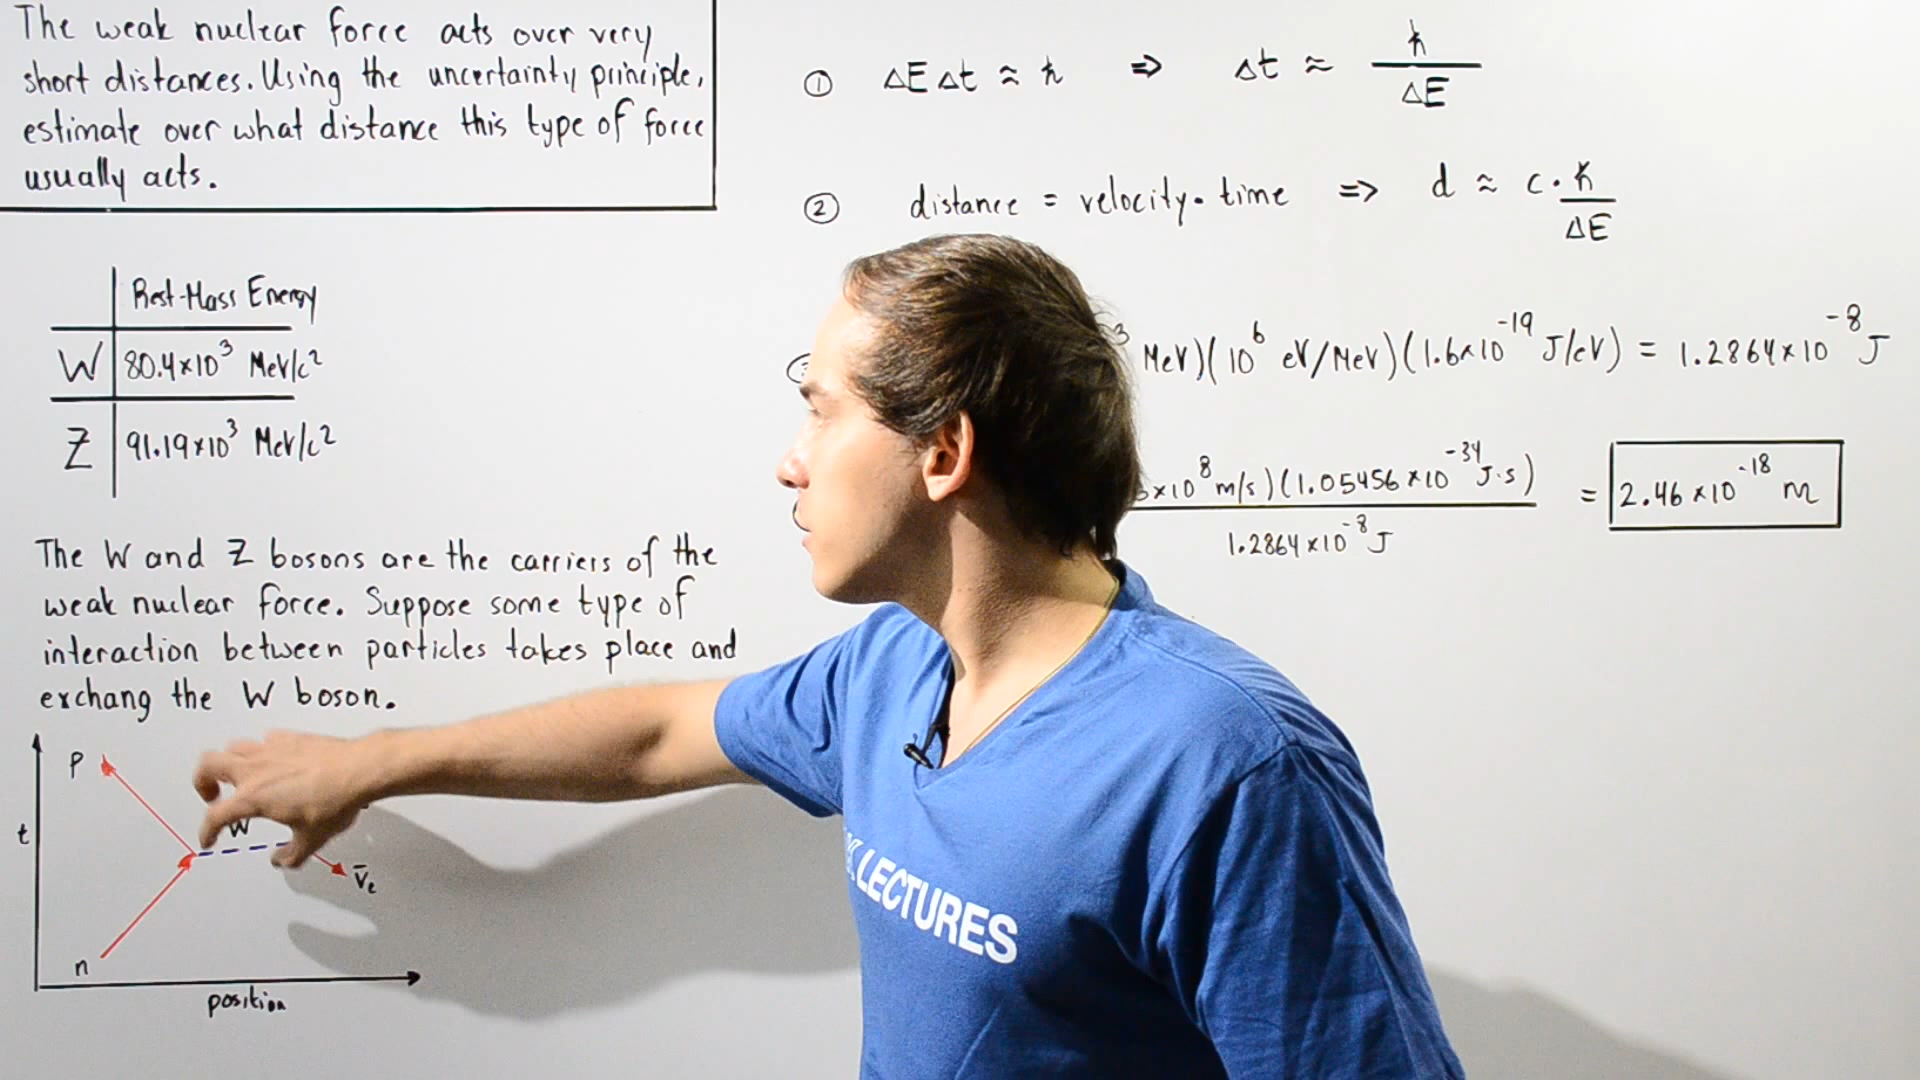 The weak nuclear force acts over very
short distances. Using the uncertainty principle,
estimate over what distance this type of force
usually acts.
Rest-Mass Energy
W 80.4×10³ MeV/c²
Z 91.19×10³ MeV/c²
The W and Z bosons are the carriers of the
weak nuclear force. Suppose some type of
interaction between particles takes place and
exchang the W boson.
p
t
W
ν̄e
n
position
① ΔEΔt ≈ ħ ⇒ Δt ≈ ħ/ΔE
② distance = velocity · time ⇒ d ≈ c · ħ/ΔE
³ MeV)(10⁶ eV/MeV)(1.6×10⁻¹⁹ J/eV) = 1.2864×10⁻⁸ J
×10⁸ m/s)(1.05456×10⁻³⁴ J·s)
1.2864×10⁻⁸ J
= 2.46×10⁻¹⁸ m
LECTURES